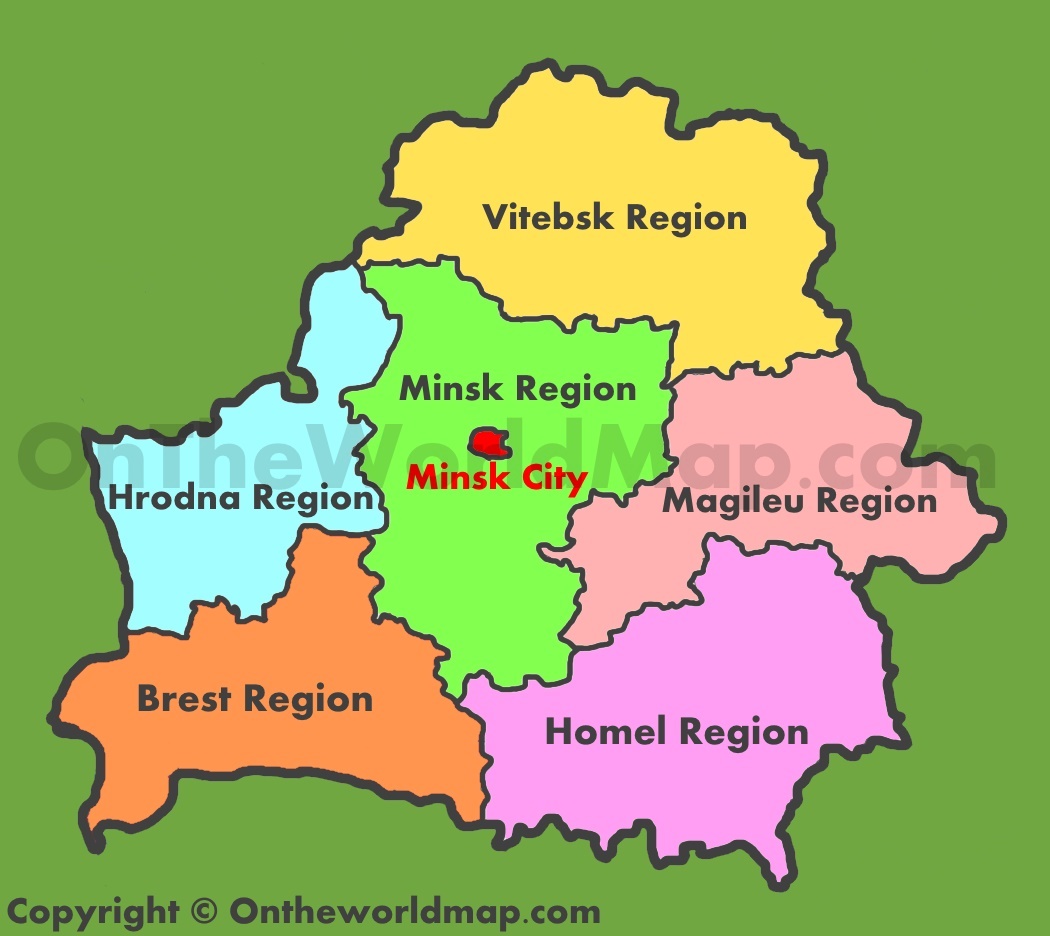 Vitebsk Region
Minsk Region
OnTheWorldMap.com
Minsk City
Hrodna Region
Magileu Region
Brest Region
Homel Region
Copyright © Ontheworldmap.com